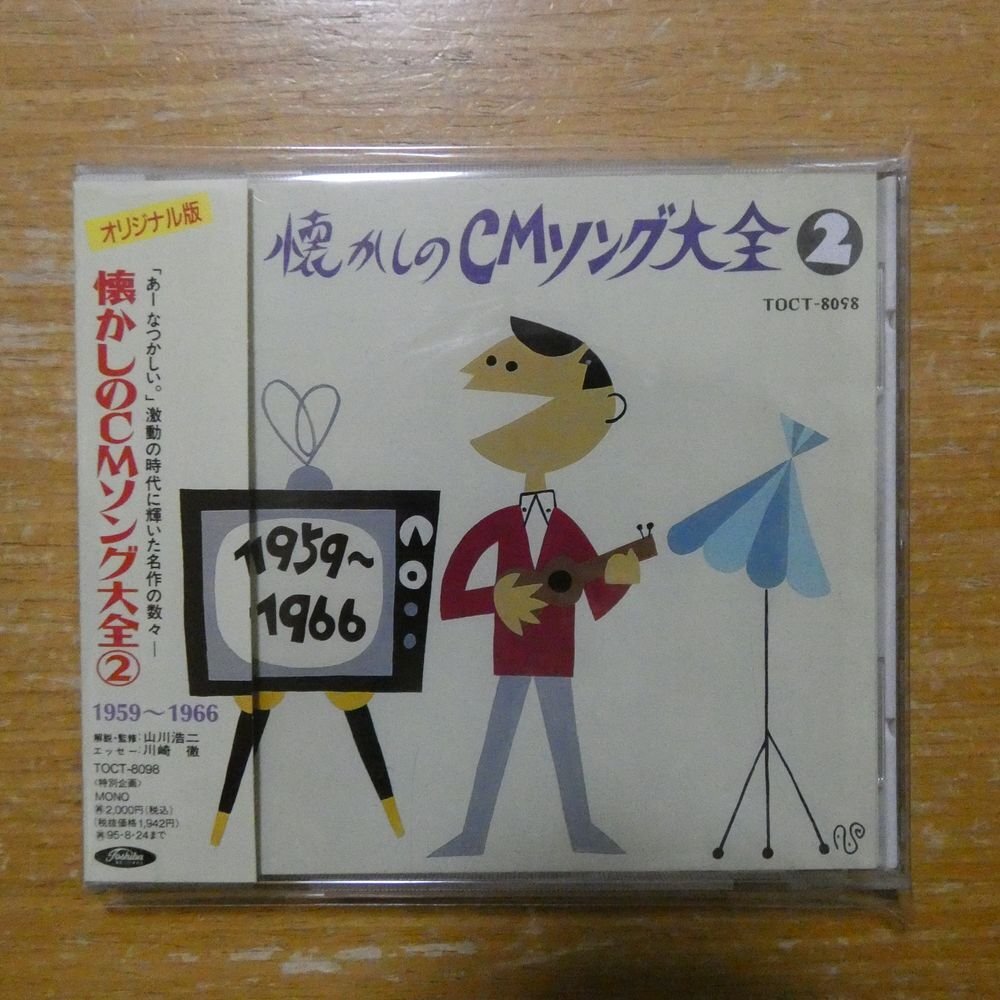 オリジナル版
「あーなつかしい。」激動の時代に輝いた名作の数々―
懐かしのCMソング大全②
1959〜1966
解説・監修:山川浩二
エッセー:川崎 徹
TOCT-8098
〈特別企画〉
MONO
㊕2,000円(税込)
(税抜価格1,942円)
㊕95・8・24まで
Toshiba
懐かしのCMソング大全2
TOCT-8098
1959~
1966